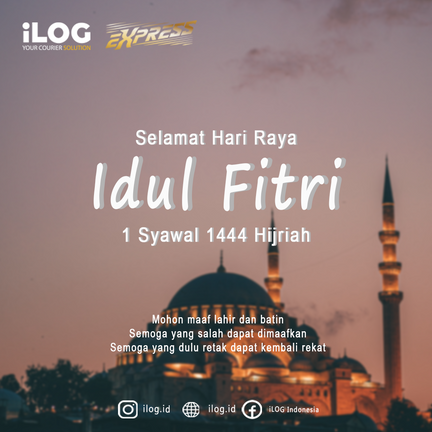 iLOG
YOUR COURIER SOLUTION
EXPRESS
Selamat Hari Raya
Idul Fitri
1 Syawal 1444 Hijriah
Mohon maaf lahir dan batin
Semoga yang salah dapat dimaafkan
Semoga yang dulu retak dapat kembali rekat
ilog.id
ilog.id
iLOG Indonesia